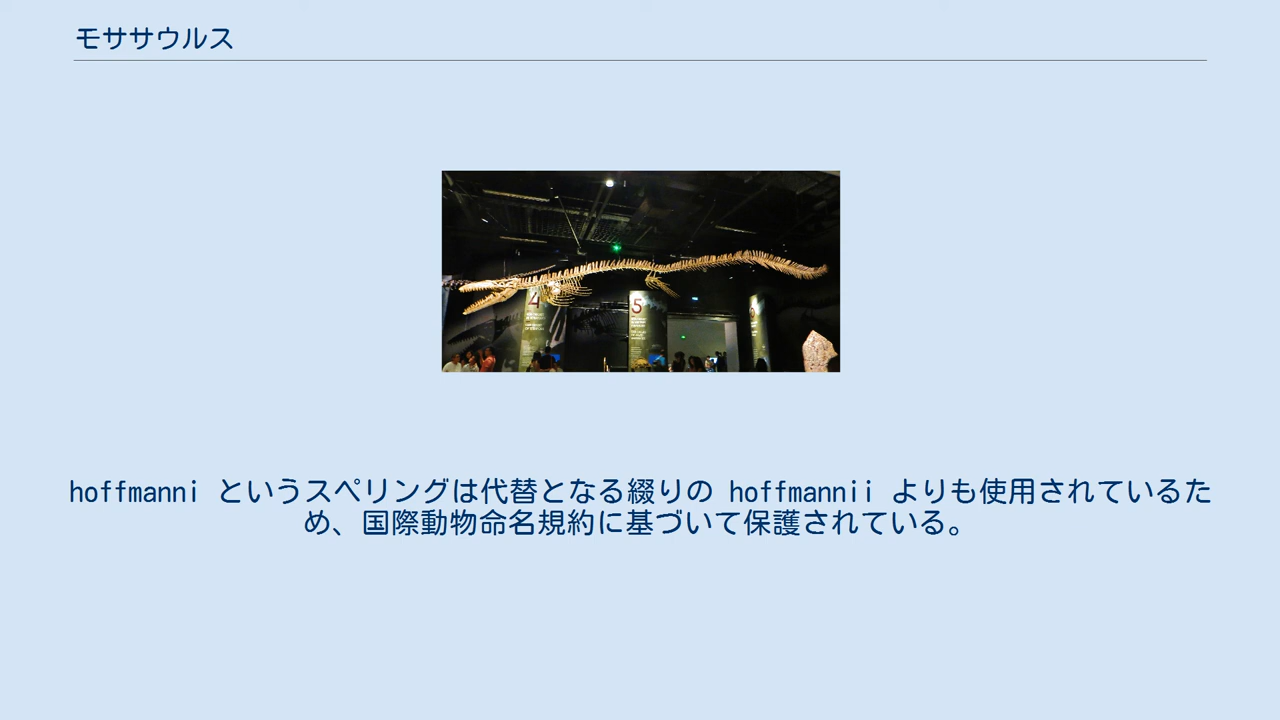 モササウルス
4
5
hoffmanni というスペリングは代替となる綴りの hoffmannii よりも使用されているた
め、国際動物命名規約に基づいて保護されている。